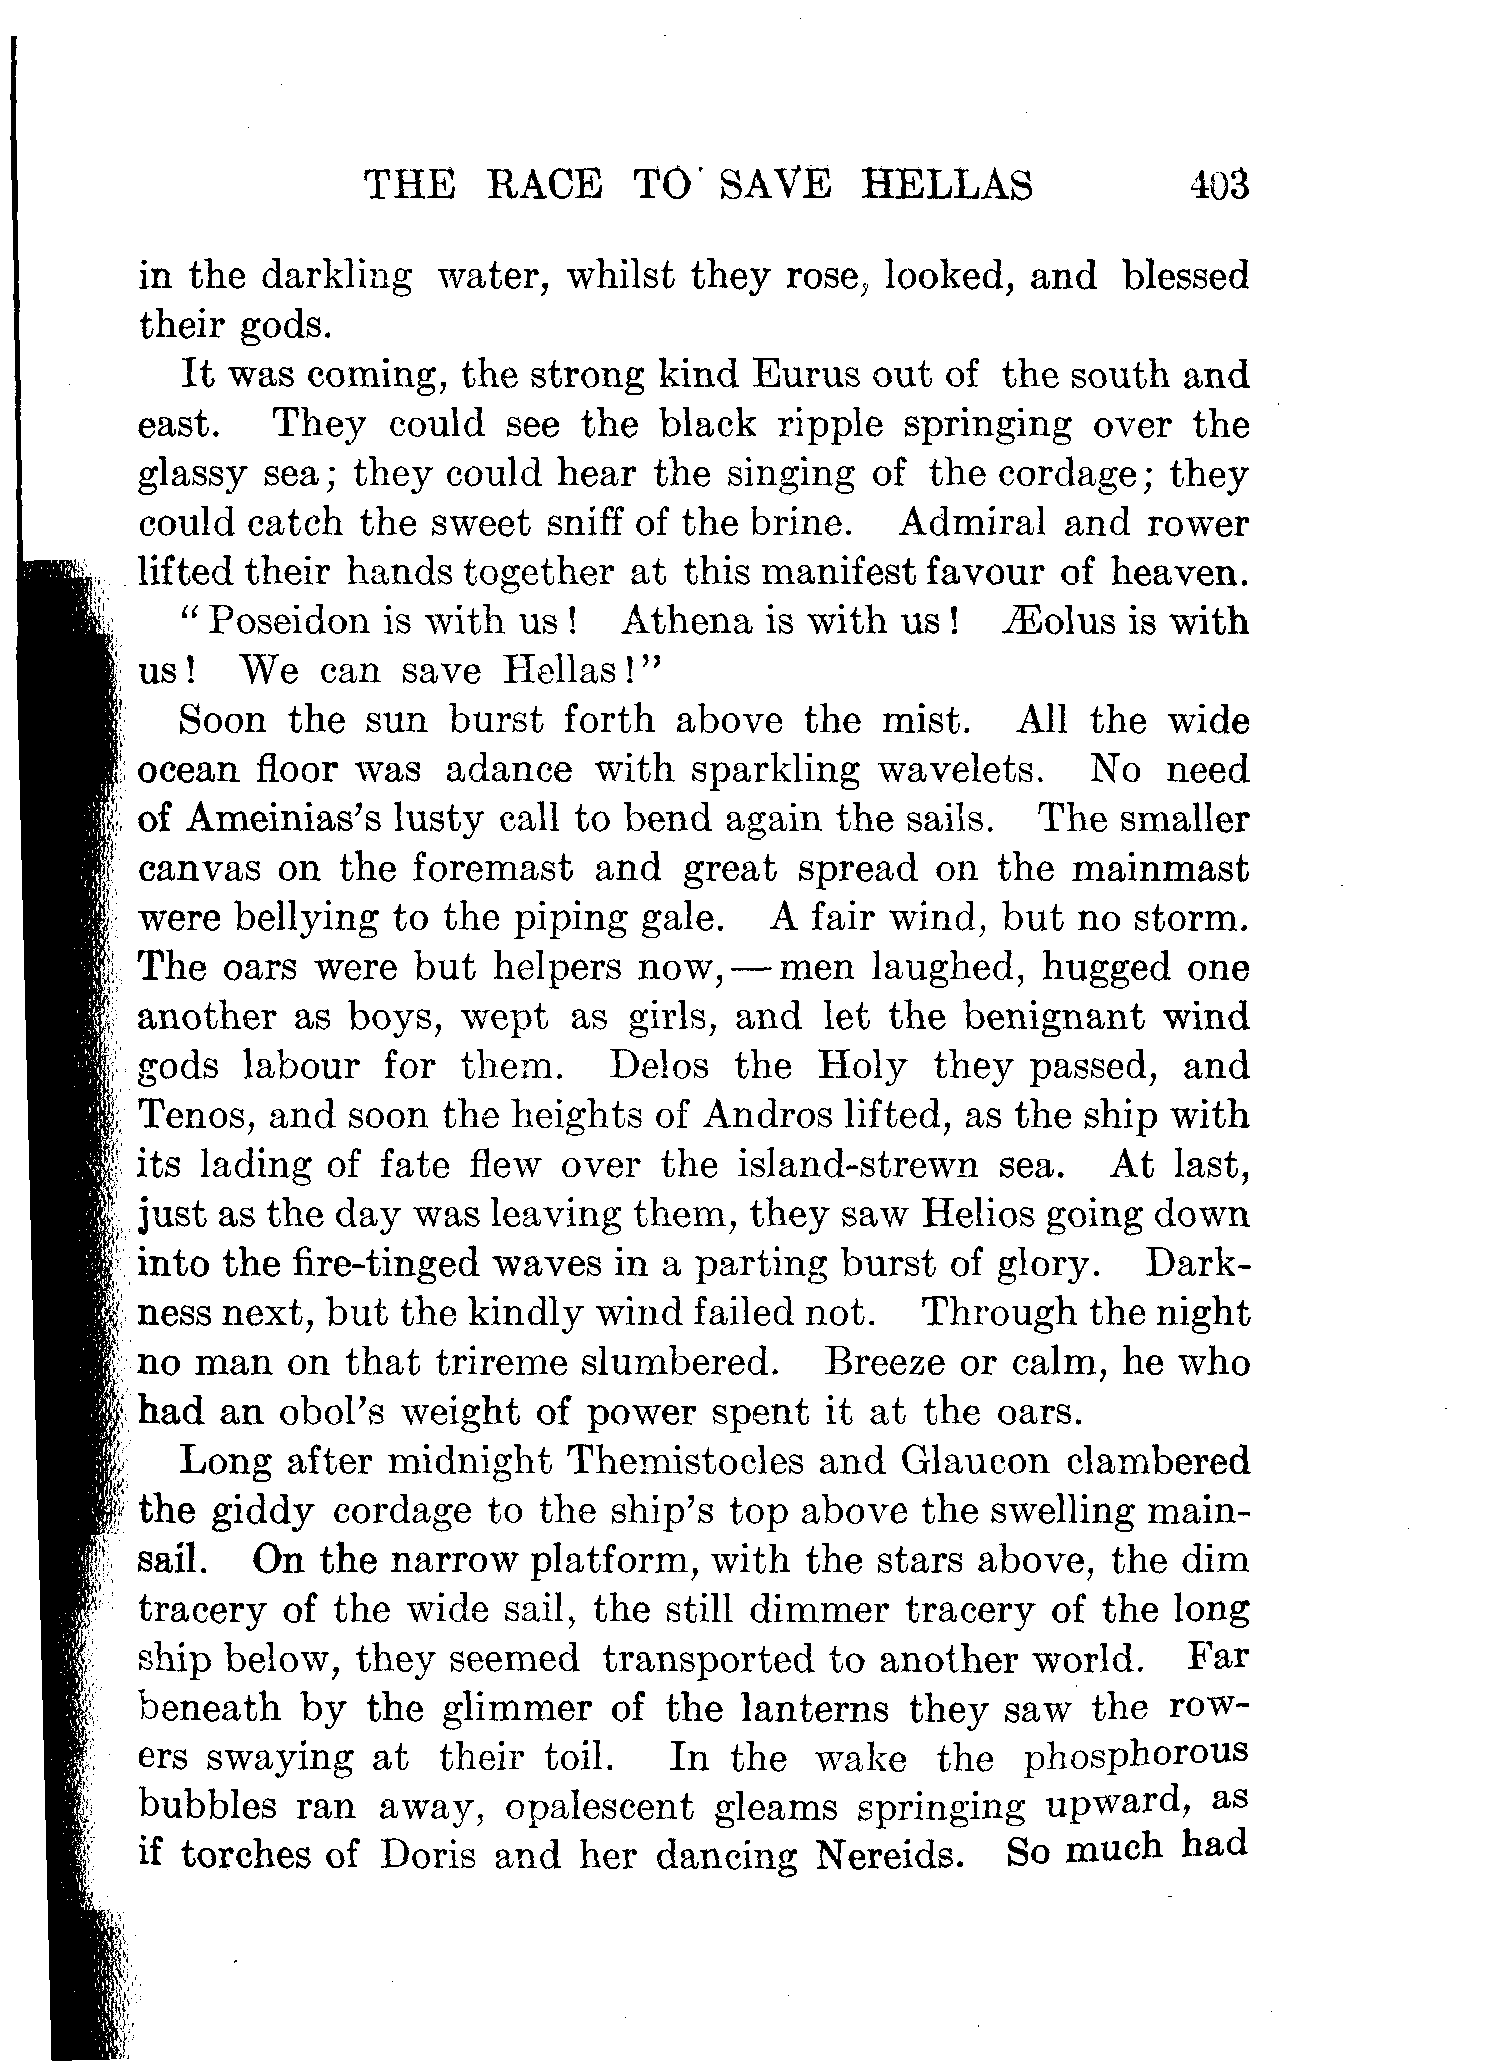 THE RACE TO SAVE HELLAS 403
in the darkling water, whilst they rose, looked, and blessed
their gods.
It was coming, the strong kind Eurus out of the south and
east. They could see the black ripple springing over the
glassy sea; they could hear the singing of the cordage; they
could catch the sweet sniff of the brine. Admiral and rower
lifted their hands together at this manifest favour of heaven.
"Poseidon is with us! Athena is with us! Æolus is with
us! We can save Hellas!"
Soon the sun burst forth above the mist. All the wide
ocean floor was adance with sparkling wavelets. No need
of Ameinias's lusty call to bend again the sails. The smaller
canvas on the foremast and great spread on the mainmast
were bellying to the piping gale. A fair wind, but no storm.
The oars were but helpers now,—men laughed, hugged one
another as boys, wept as girls, and let the benignant wind
gods labour for them. Delos the Holy they passed, and
Tenos, and soon the heights of Andros lifted, as the ship with
its lading of fate flew over the island-strewn sea. At last,
just as the day was leaving them, they saw Helios going down
into the fire-tinged waves in a parting burst of glory. Dark-
ness next, but the kindly wind failed not. Through the night
no man on that trireme slumbered. Breeze or calm, he who
had an obol's weight of power spent it at the oars.
Long after midnight Themistocles and Glaucon clambered
the giddy cordage to the ship's top above the swelling main-
sail. On the narrow platform, with the stars above, the dim
tracery of the wide sail, the still dimmer tracery of the long
ship below, they seemed transported to another world. Far
beneath by the glimmer of the lanterns they saw the row-
ers swaying at their toil. In the wake the phosphorous
bubbles ran away, opalescent gleams springing upward, as
if torches of Doris and her dancing Nereids. So much had